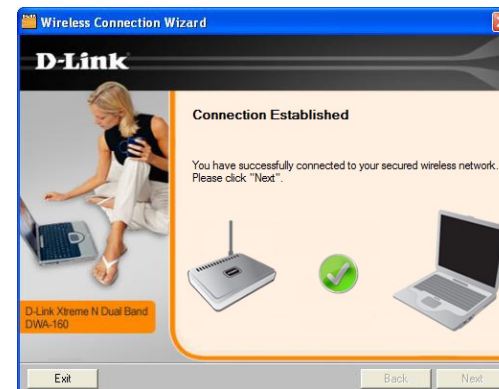 Wireless Connection Wizard
D-Link
Connection Established
You have successfully connected to your secured wireless network.
Please click "Next".
D-Link Xtreme N Dual Band
DWA-160
Exit
Back
Next